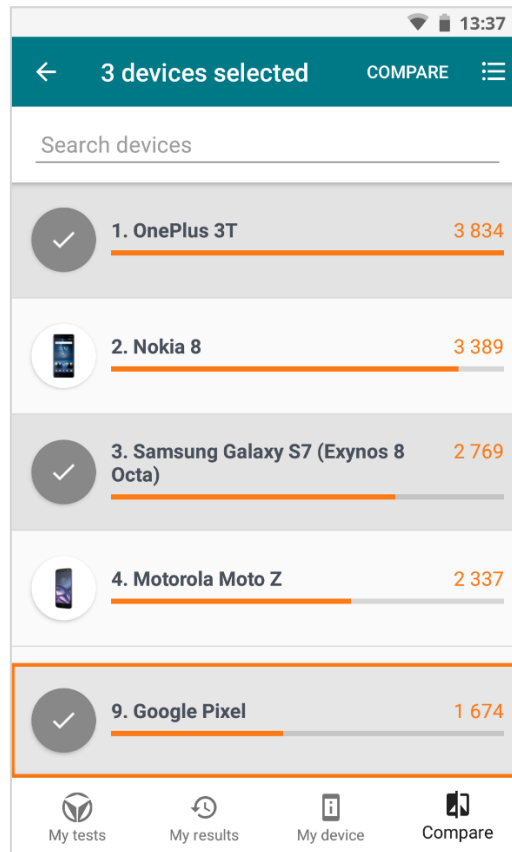 13:37
3 devices selected COMPARE
Search devices
1. OnePlus 3T 3 834
2. Nokia 8 3 389
3. Samsung Galaxy S7 (Exynos 8 2 769
Octa)
4. Motorola Moto Z 2 337
9. Google Pixel 1 674
My tests My results My device Compare